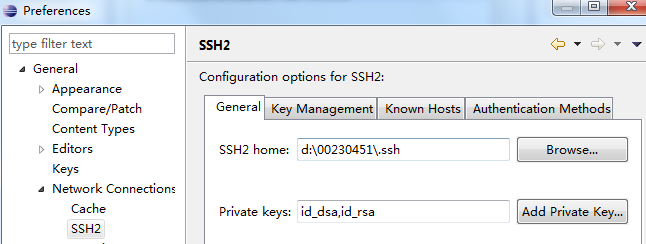 Preferences
type filter text
SSH2
General
Appearance
Compare/Patch
Content Types
Editors
Keys
Network Connections
Cache
SSH2
Configuration options for SSH2:
General Key Management Known Hosts Authentication Methods
SSH2 home: d:\00230451\.ssh Browse...
Private keys: id_dsa,id_rsa Add Private Key...